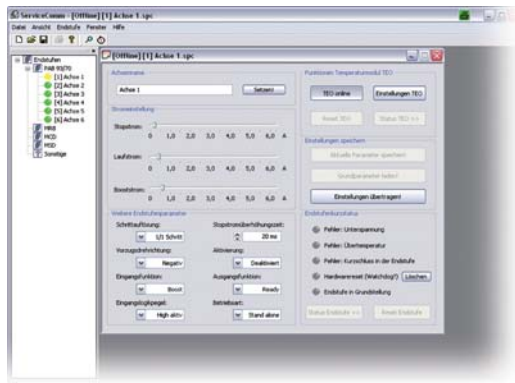 ServiceComm - [Offline] [1] Achse 1.spc
Datei Ansicht Endstufe Fenster Hilfe
Endstufen
PAB 93/70
[1] Achse 1
[2] Achse 2
[3] Achse 3
[4] Achse 4
[5] Achse 5
[6] Achse 6
MR8
MCD
MSD
Sonstige
[Offline] [1] Achse 1.spc
Achsenname
Achse 1
Setzen!
Stromeinstellung
Stopstrom:
0 1,0 2,0 3,0 4,0 5,0 6,0 A
Laufstrom:
0 1,0 2,0 3,0 4,0 5,0 6,0 A
Booststrom:
0 1,0 2,0 3,0 4,0 5,0 6,0 A
Weitere Endstufenparameter
Schrittauflösung:
1/1 Schritt
Vorzugsdrehrichtung:
Negativ
Eingangsfunktion:
Boost
Eingangslogikpegel:
High aktiv
Stopstromüberhöhungszeit:
20 ms
Aktivierung:
Deaktiviert
Ausgangsfunktion:
Ready
Betriebsart:
Stand alone
Funktionen Temperaturmodul TEO
TEO online
Einstellungen TEO
Reset TEO
Status TEO >>
Einstellungen speichern
Aktuelle Parameter speichern!
Grundparameter laden!
Einstellungen übertragen!
Endstufenkurzstatus
Fehler: Unterspannung
Fehler: Übertemperatur
Fehler: Kurzschluss in der Endstufe
Hardwarereset (Watchdog?)
Löschen
Endstufe in Grundstellung
Status Endstufe >>
Reset Endstufe